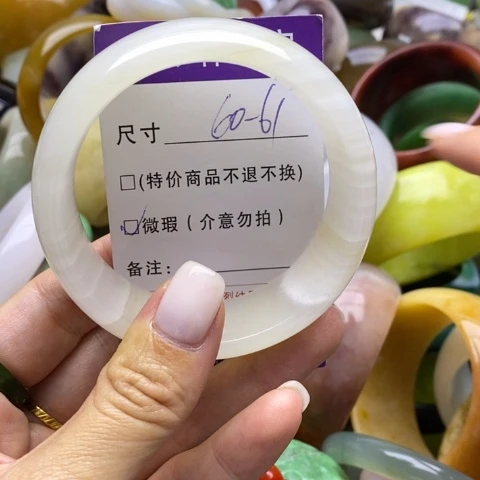 尺寸 60-61
□(特价商品不退不换)
☑微瑕(介意勿拍)
备注: